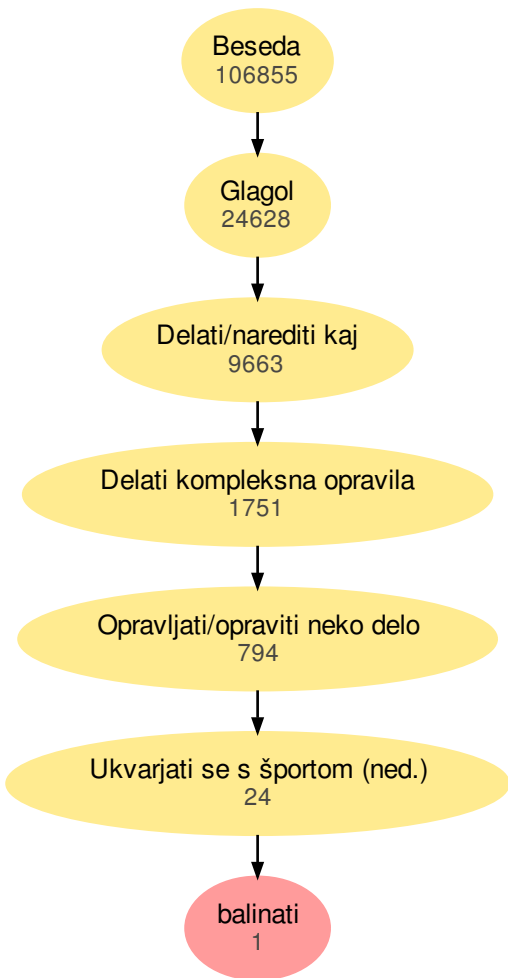 Beseda
106855
Glagol
24628
Delati/narediti kaj
9663
Delati kompleksna opravila
1751
Opravljati/opraviti neko delo
794
Ukvarjati se s športom (ned.)
24
balinati
1